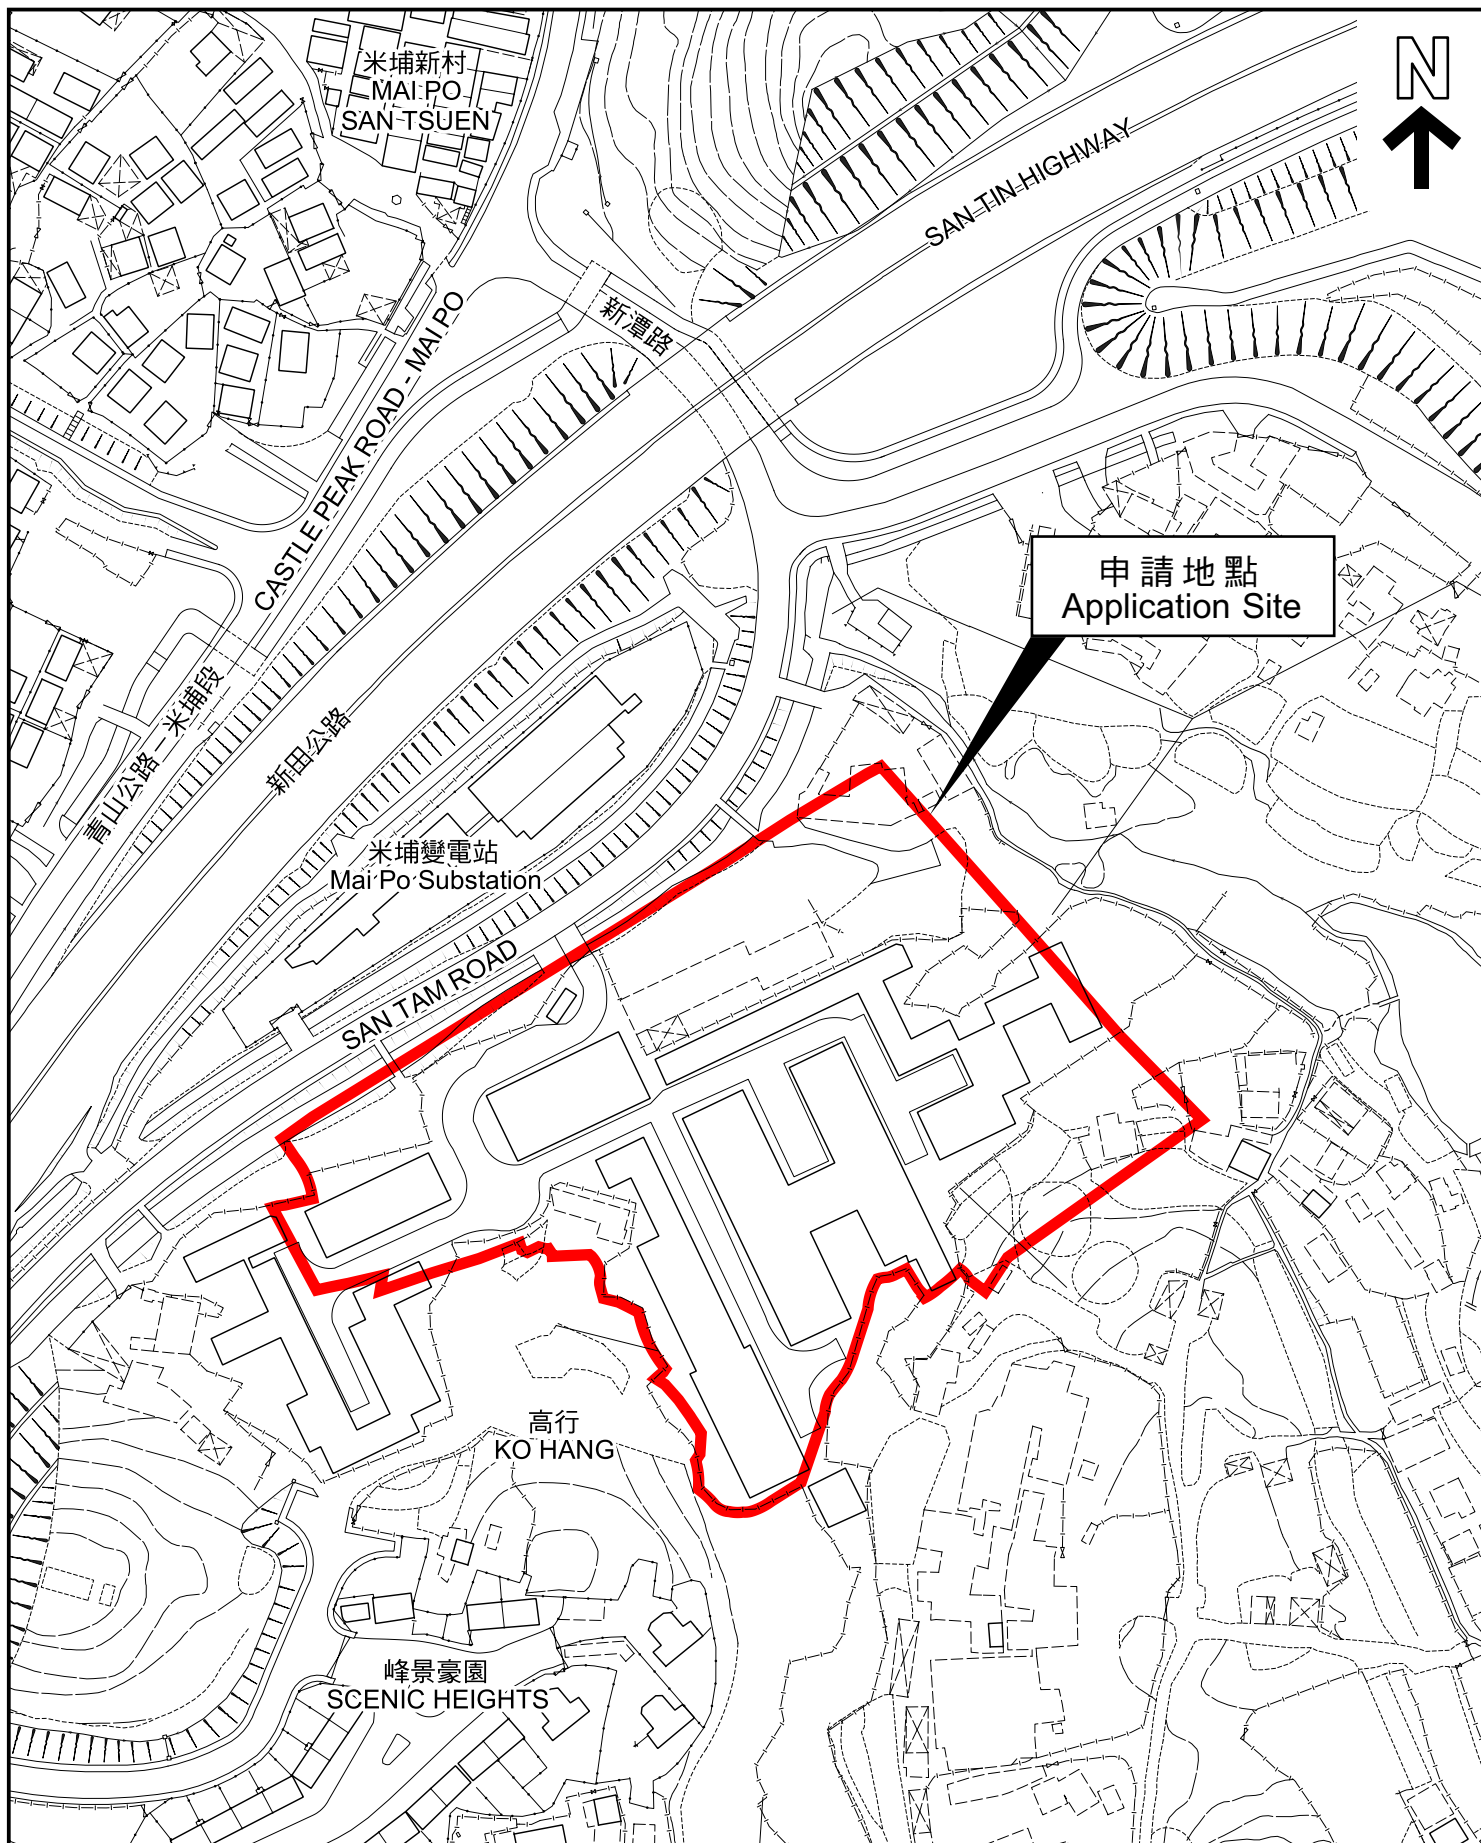 米埔新村
MAI PO
SAN TSUEN
N
SAN TIN HIGHWAY
新潭路
CASTLE PEAK ROAD - MAI PO
申請地點
Application Site
青山公路－米埔段
新田公路
米埔變電站
Mai Po Substation
SAN TAM ROAD
高行
KO HANG
峰景豪園
SCENIC HEIGHTS